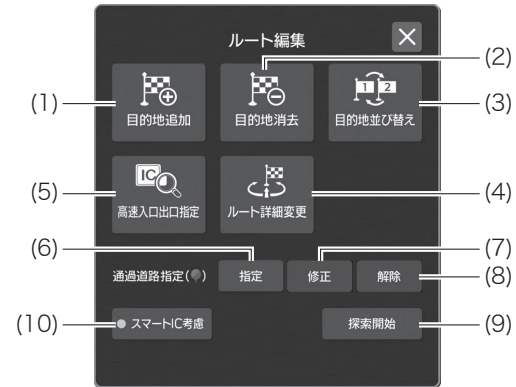 ルート編集
(1)
目的地追加
(2)
目的地消去
(3)
1 2
目的地並び替え
(5)
IC
高速入口出口指定
(4)
ルート詳細変更
(6)
(7)
通過道路指定( )
指定
修正
解除
(8)
(10)
スマートIC考慮
探索開始
(9)